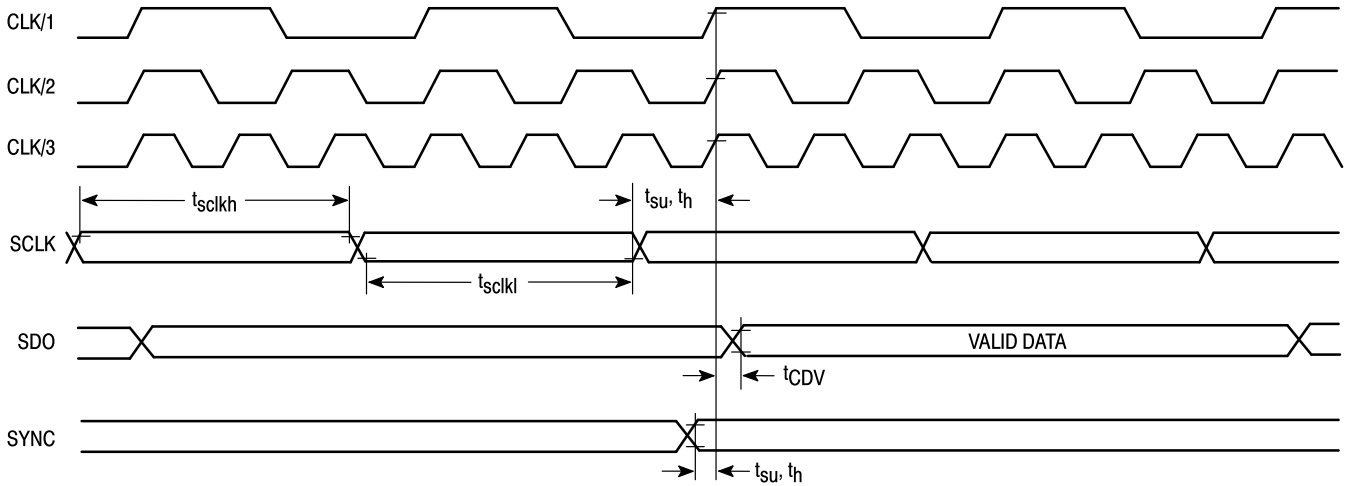 CLK/1
CLK/2
CLK/3
tsclkh
tsu, th
SCLK
tsclkl
SDO
VALID DATA
tCDV
SYNC
tsu, th